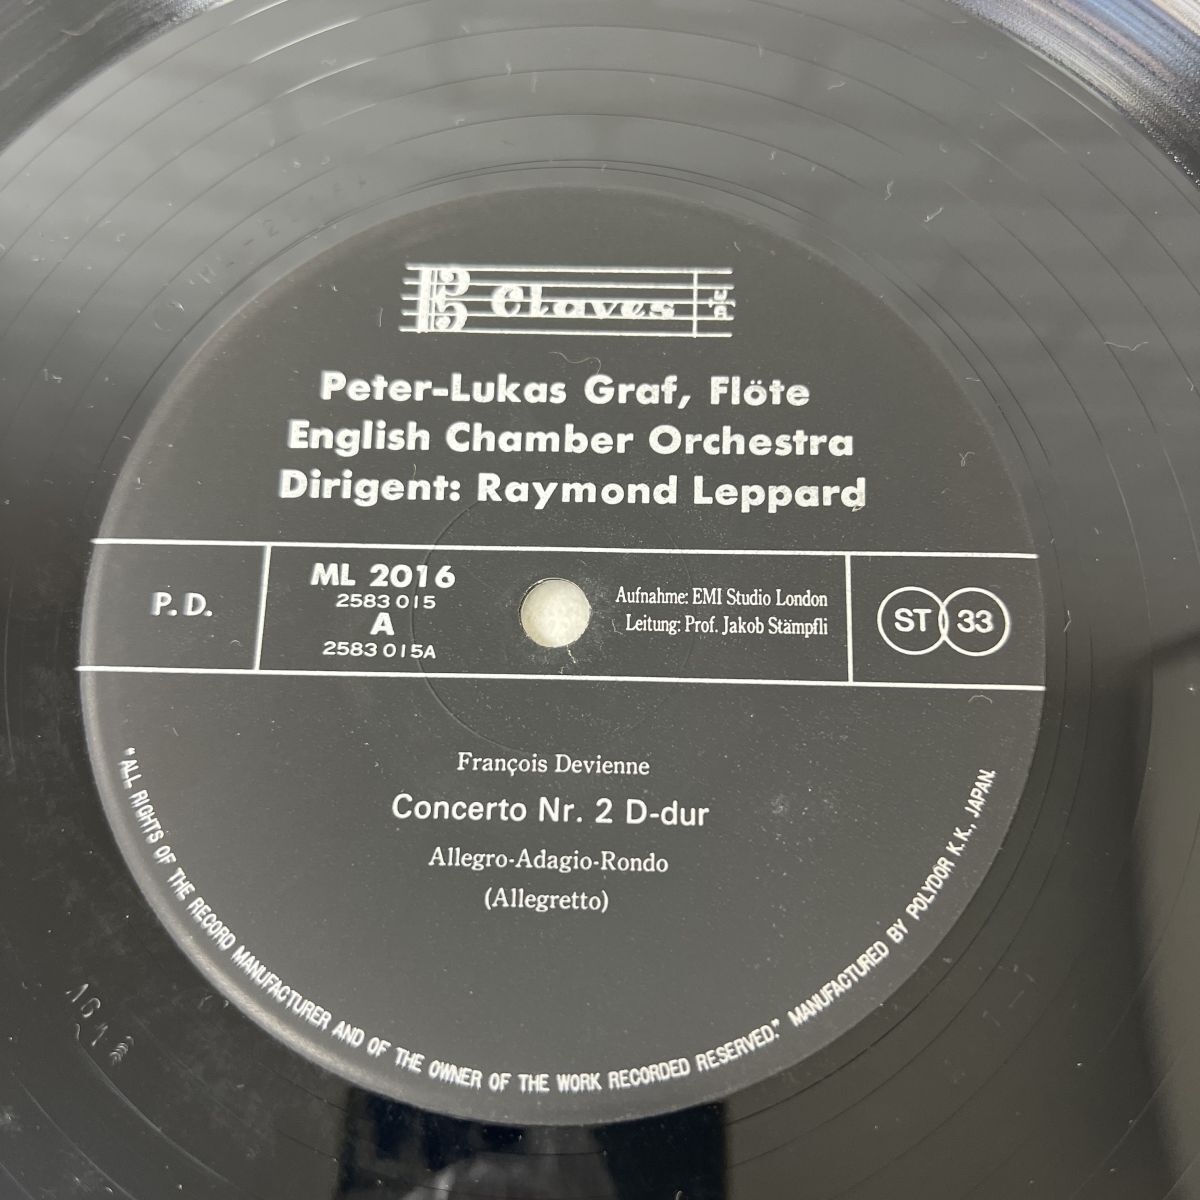 Claves
Peter-Lukas Graf, Flöte
English Chamber Orchestra
Dirigent: Raymond Leppard
P. D.
ML 2016
2583 015
A
2583 015A
Aufnahme: EMI Studio London
Leitung: Prof. Jakob Stämpfli
ST 33
François Devienne
Concerto Nr. 2 D-dur
Allegro-Adagio-Rondo
(Allegretto)
"ALL RIGHTS OF THE RECORD MANUFACTURER AND OF THE OWNER OF THE WORK RECORDED RESERVED." MANUFACTURED BY POLYDOR K.K., JAPAN.